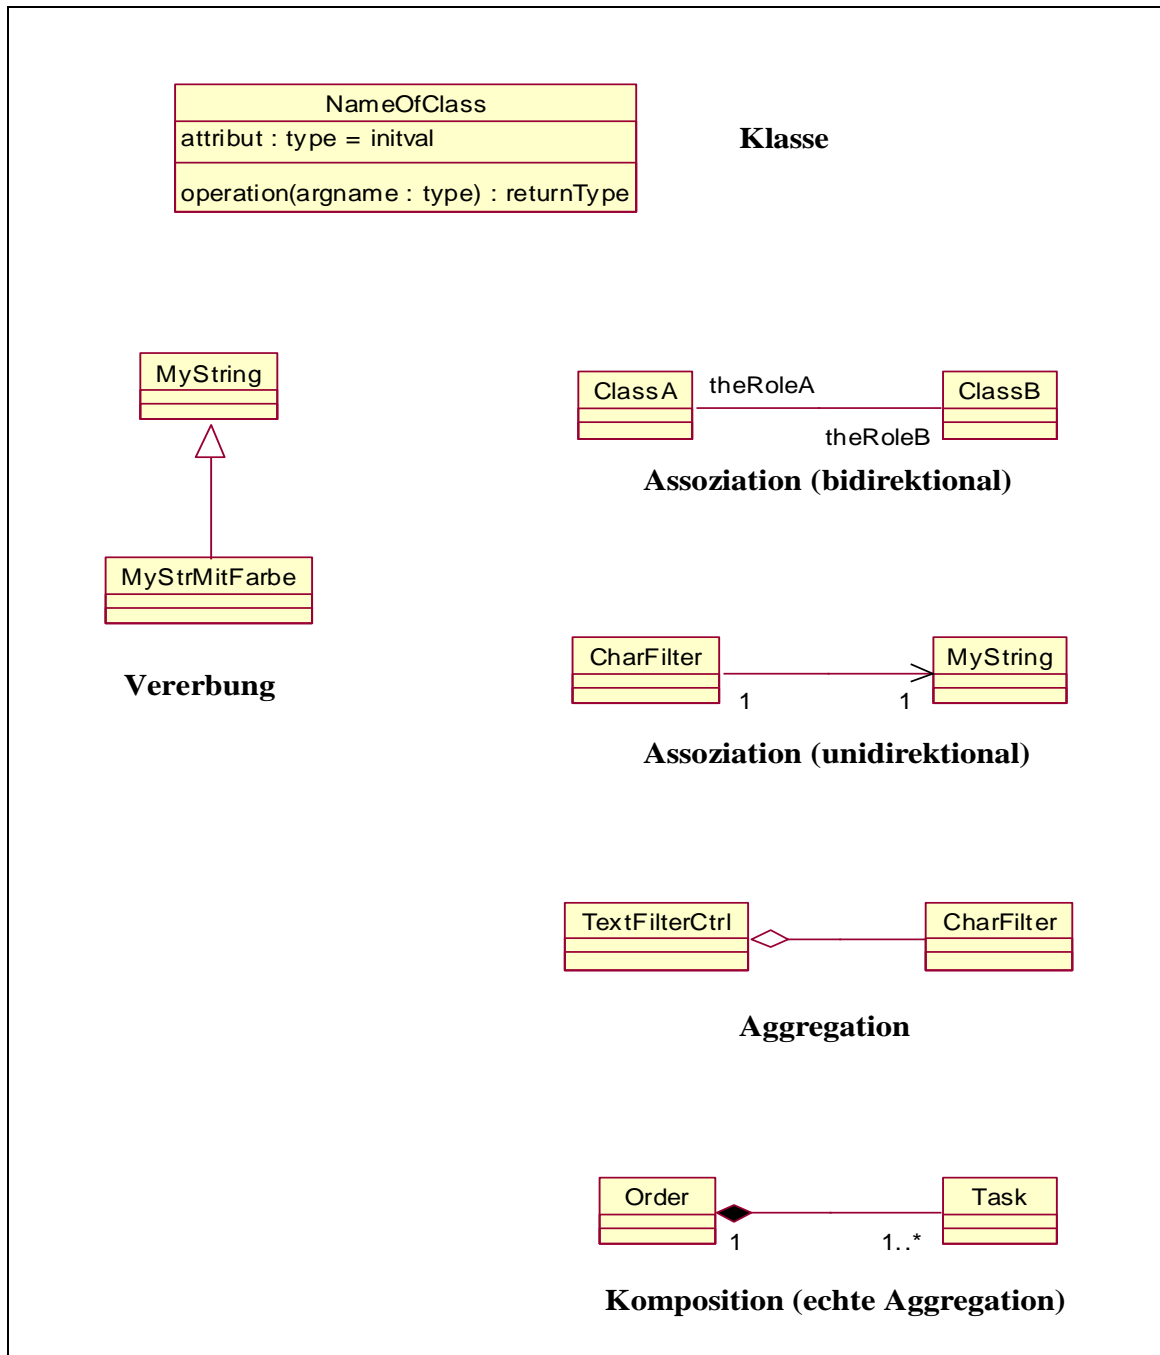 NameOfClass
attribut : type = initval
operation(argname : type) : returnType
Klasse
MyString
MyStrMitFarbe
Vererbung
ClassA
theRoleA
ClassB
theRoleB
Assoziation (bidirektional)
CharFilter
MyString
1
1
Assoziation (unidirektional)
TextFilterCtrl
CharFilter
Aggregation
Order
Task
1
1..*
Komposition (echte Aggregation)